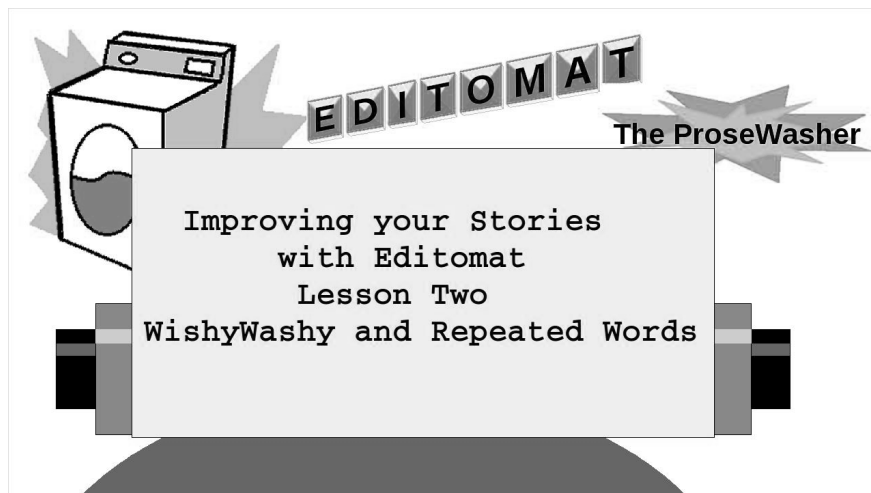 EDITOMAT
The ProseWasher
Improving your Stories
with Editomat
Lesson Two
WishyWashy and Repeated Words